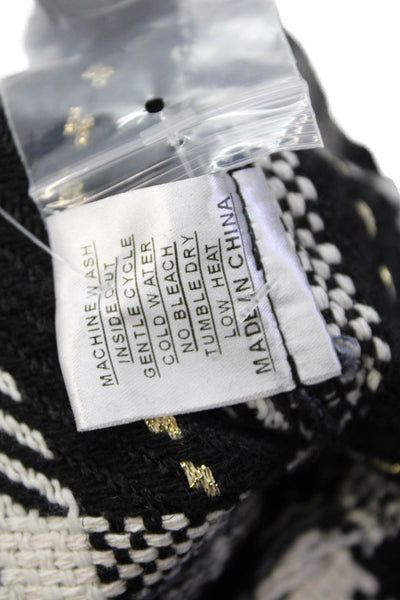 MACHINE WASH
INSIDE OUT
GENTLE CYCLE
COLD WATER
NO BLEACH
TUMBLE DRY
LOW HEAT
MADE IN CHINA